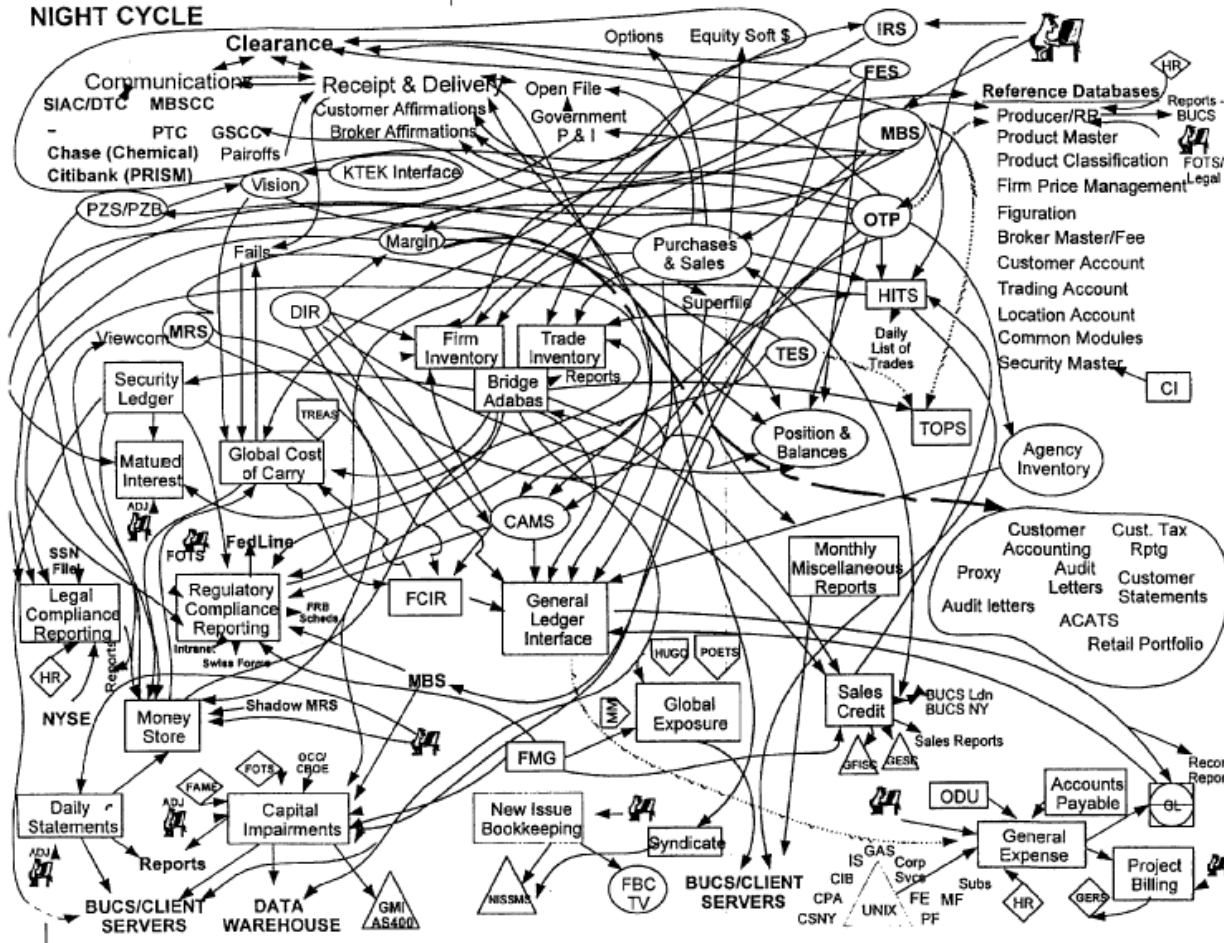 NIGHT CYCLE
Clearance
Communications
SIAC/DTC MBSCC
PTC GSCC
Pairoffs
Chase (Chemical)
Citibank (PRISM)
Receipt & Delivery
Customer Affirmations
Broker Affirmations
KTEK Interface
Options
Equity Soft $
Open File
Government
P & I
IRS
FES
MBS
OTP
HR
Reference Databases
Producer/RR
Product Master
Product Classification
Firm Price Management
Figuration
Broker Master/Fee
Customer Account
Trading Account
Location Account
Common Modules
Security Master
Reports -
BUCS
FOTS/
Legal
CI
PZS/PZB
Vision
Margin
Fails
Purchases
& Sales
Superfile
HITS
Daily
List of
Trades
DIR
Viewcom
MRS
Firm
Inventory
Trade
Inventory
Bridge
Adabas
Reports
TES
TOPS
Security
Ledger
TREAS
Matued
Interest
Global Cost
of Carry
Position &
Balances
Agency
Inventory
ADJ
FOTS
FedLine
CAMS
SSN
File
Legal
Compliance
Reporting
Regulatory
Compliance
Reporting
FRB
Scheds
Intranet
Swiss Forms
Reports
FCIR
General
Ledger
Interface
Monthly
Miscellaneous
Reports
Customer
Accounting
Audit
Letters
Cust. Tax
Rptg
Proxy
Customer
Statements
Audit letters
ACATS
Retail Portfolio
HR
NYSE
Money
Store
Shadow MRS
MBS
HUGO
POETS
MM
Global
Exposure
FMG
Sales
Credit
BUCS Ldn
BUCS NY
Sales Reports
GFISC
GESC
FAME
FOTS
OCC/
CBOE
Daily
Statements
ADJ
Capital
Impairments
New Issue
Bookkeeping
Syndicate
ODU
Accounts
Payable
GL
General
Expense
Project
Billing
ADJ
Reports
BUCS/CLIENT
SERVERS
DATA
WAREHOUSE
GMI
AS400
NISSMS
FBC
TV
BUCS/CLIENT
SERVERS
GAS
IS
CIB
CPA
CSNY
UNIX
Corp
Svcs
FE
PF
MF
Subs
HR
GERS